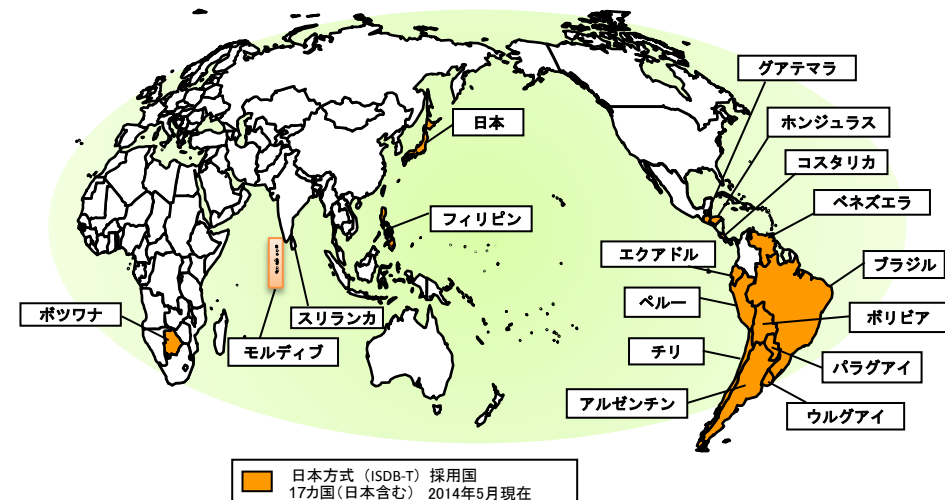 グアテマラ
ホンジュラス
日本
コスタリカ
ベネズエラ
フィリピン
エクアドル
ブラジル
ペルー
ボツワナ
スリランカ
ボリビア
モルディブ
チリ
パラグアイ
アルゼンチン
ウルグアイ
日本方式（ISDB-T）採用国
17カ国(日本含む) 2014年5月現在